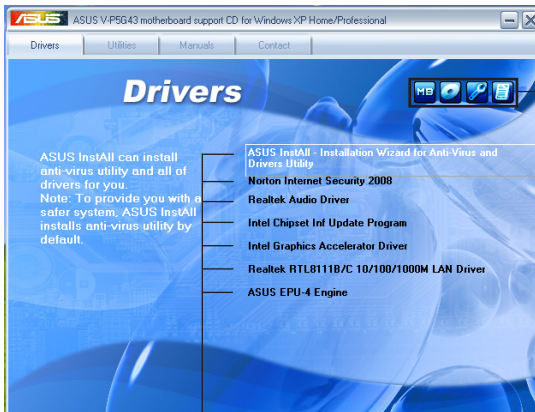 ASUS ASUS V-P5G43 motherboard support CD for Windows XP Home/Professional
Drivers Utilities Manuals Contact
Drivers
MB
ASUS InstAll can install
anti-virus utility and all of
drivers for you.
Note: To provide you with a
safer system, ASUS InstAll
installs anti-virus utility by
default.
ASUS InstAll - Installation Wizard for Anti-Virus and
Drivers Utility
Norton Internet Security 2008
Realtek Audio Driver
Intel Chipset Inf Update Program
Intel Graphics Accelerator Driver
Realtek RTL8111B/C 10/100/1000M LAN Driver
ASUS EPU-4 Engine